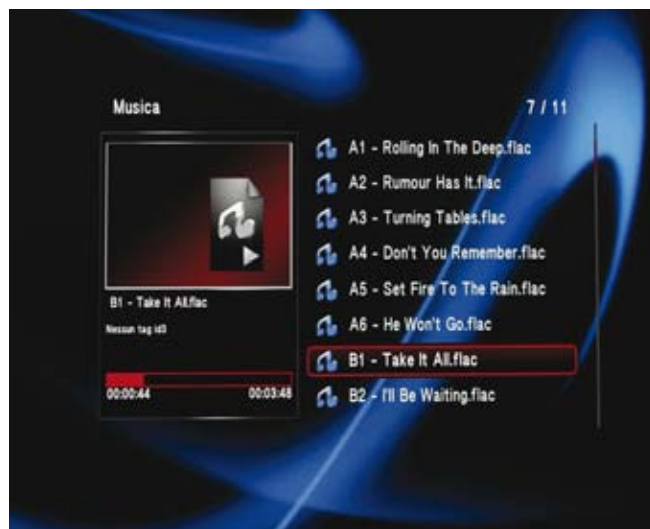 Musica
7 / 11
A1 - Rolling In The Deep.flac
A2 - Rumour Has It.flac
A3 - Turning Tables.flac
A4 - Don't You Remember.flac
A5 - Set Fire To The Rain.flac
A6 - He Won't Go.flac
B1 - Take It All.flac
B2 - I'll Be Waiting.flac
B1 - Take It All.flac
Nessun tag id3
00:00:44
00:03:48